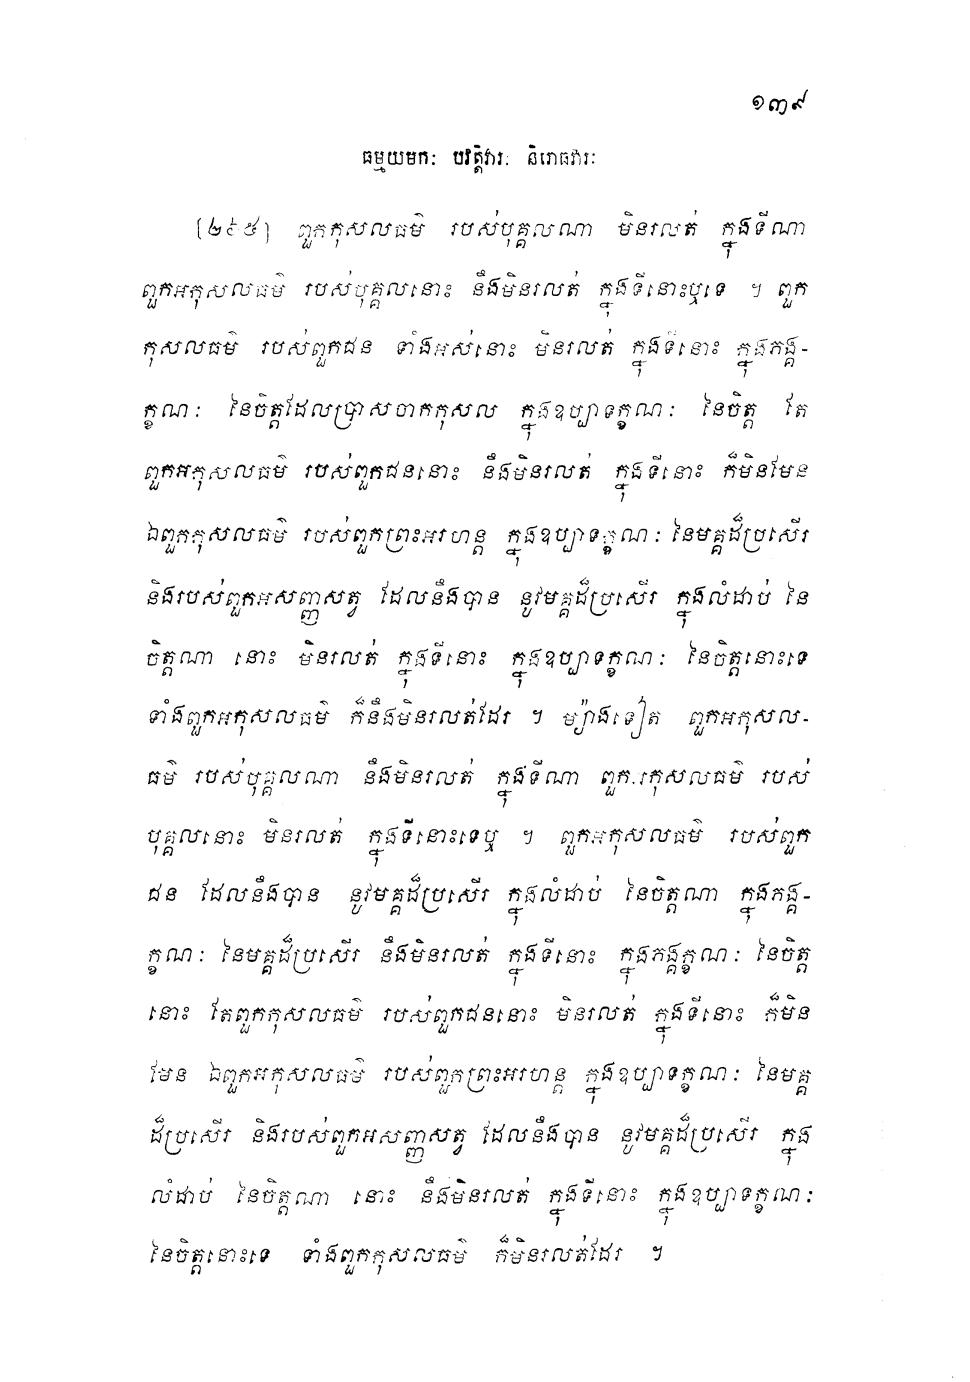 ១៣៩
ធម្មយមកៈ បវត្តិវារៈ និរោធវារៈ
[២៩៥] ពួកកុសលធម៌ របស់បុគ្គលណា មិនរលត់ ក្នុងទីណា
ពួកអកុសលធម៌ របស់បុគ្គលនោះ នឹងមិនរលត់ ក្នុងទីនោះឬទេ ។ ពួក
កុសលធម៌ របស់ពួកជន ទាំងអស់នោះ មិនរលត់ ក្នុងទីនោះ ក្នុងភង្គ-
ក្ខណៈ នៃចិត្តដែលប្រាសចាកកុសល ក្នុងឧប្បាទក្ខណៈ នៃចិត្ត តែ
ពួកអកុសលធម៌ របស់ពួកជននោះ នឹងមិនរលត់ ក្នុងទីនោះ ក៏មិនមែន
ឯពួកកុសលធម៌ របស់ពួកព្រះអរហន្ត ក្នុងឧប្បាទក្ខណៈ នៃមគ្គដ៏ប្រសើរ
និងរបស់ពួកអសញ្ញសត្វ ដែលនឹងបាន នូវមគ្គដ៏ប្រសើរ ក្នុងលំដាប់ នៃ
ចិត្តណា នោះ មិនរលត់ ក្នុងទីនោះ ក្នុងឧប្បាទក្ខណៈ នៃចិត្តនោះទេ
ទាំងពួកអកុសលធម៌ ក៏នឹងមិនរលត់ដែរ ។ ម្យ៉ាងទៀត ពួកអកុសល-
ធម៌ របស់បុគ្គលណា នឹងមិនរលត់ ក្នុងទីណា ពួកកុសលធម៌ របស់
បុគ្គលនោះ មិនរលត់ ក្នុងទីនោះទេឬ ។ ពួកអកុសលធម៌ របស់ពួក
ជន ដែលនឹងបាន នូវមគ្គដ៏ប្រសើរ ក្នុងលំដាប់ នៃចិត្តណា ក្នុងភង្គ-
ក្ខណៈ នៃមគ្គដ៏ប្រសើរ នឹងមិនរលត់ ក្នុងទីនោះ ក្នុងភង្គក្ខណៈ នៃចិត្ត
នោះ តែពួកកុសលធម៌ របស់ពួកជននោះ មិនរលត់ ក្នុងទីនោះ ក៏មិន
មែន ឯពួកអកុសលធម៌ របស់ពួកព្រះអរហន្ត ក្នុងឧប្បាទក្ខណៈ នៃមគ្គ
ដ៏ប្រសើរ និងរបស់ពួកអសញ្ញសត្វ ដែលនឹងបាន នូវមគ្គដ៏ប្រសើរ ក្នុង
លំដាប់ នៃចិត្តណា នោះ នឹងមិនរលត់ ក្នុងទីនោះ ក្នុងឧប្បាទក្ខណៈ
នៃចិត្តនោះទេ ទាំងពួកកុសលធម៌ ក៏មិនរលត់ដែរ ។